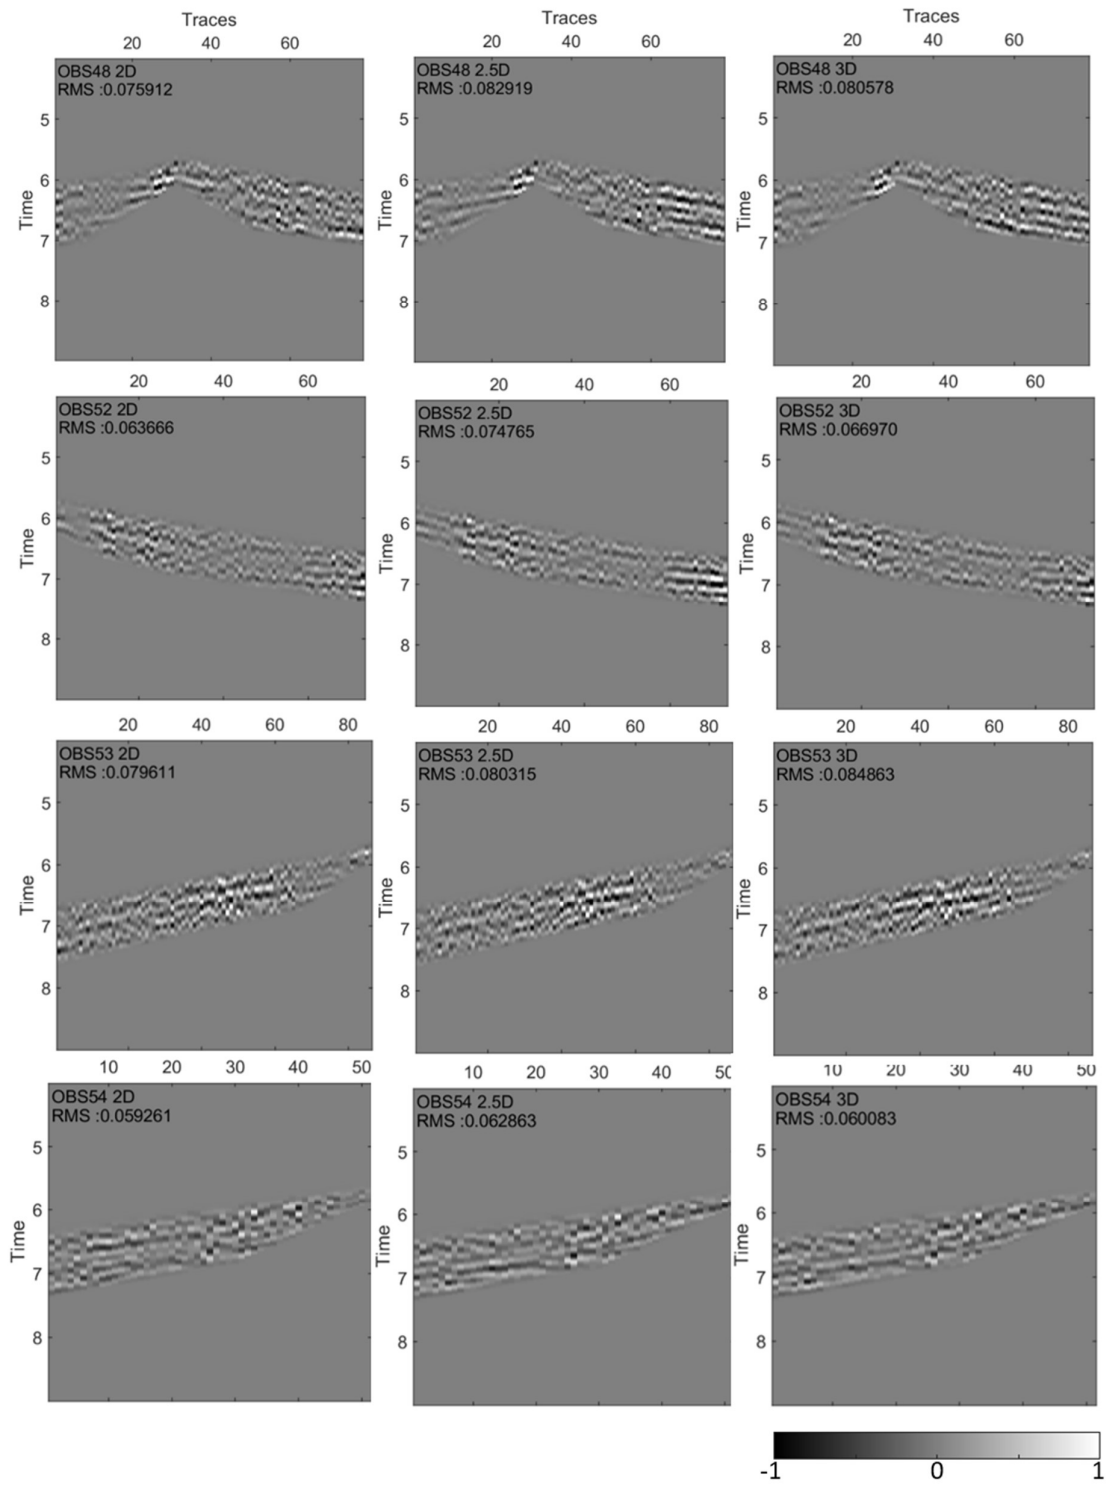 Traces Traces Traces
20 40 60 20 40 60 20 40 60
OBS48 2D
RMS :0.075912
OBS48 2.5D
RMS :0.082919
OBS48 3D
RMS :0.080578
5 5 5
6 6 6
Time Time Time
7 7 7
8 8 8
20 40 60 20 40 60 20 40 60
OBS52 2D
RMS :0.063666
OBS52 2.5D
RMS :0.074765
OBS52 3D
RMS :0.066970
5 5 5
6 6 6
Time Time Time
7 7 7
8 8 8
20 40 60 80 20 40 60 80 20 40 60 80
OBS53 2D
RMS :0.079611
OBS53 2.5D
RMS :0.080315
OBS53 3D
RMS :0.084863
5 5 5
6 6 6
Time Time Time
7 7 7
8 8 8
10 20 30 40 50 10 20 30 40 50 10 20 30 40 50
OBS54 2D
RMS :0.059261
OBS54 2.5D
RMS :0.062863
OBS54 3D
RMS :0.060083
5 5 5
6 6 6
Time Time Time
7 7 7
8 8 8
-1 0 1